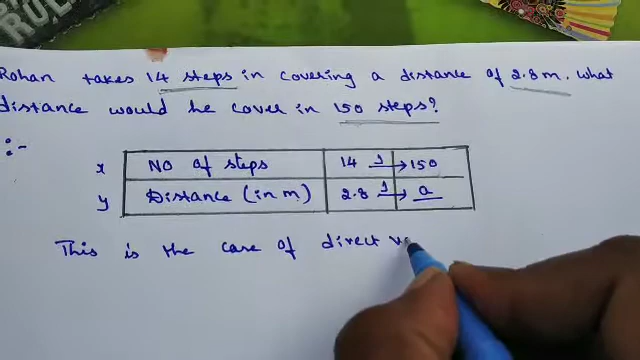 Rohan takes 14 steps in covering a distance of 2.8 m. What
distance would he cover in 150 steps?
:-
x No of steps 14 → 150
y Distance (in m) 2.8 → a
This is the case of direct